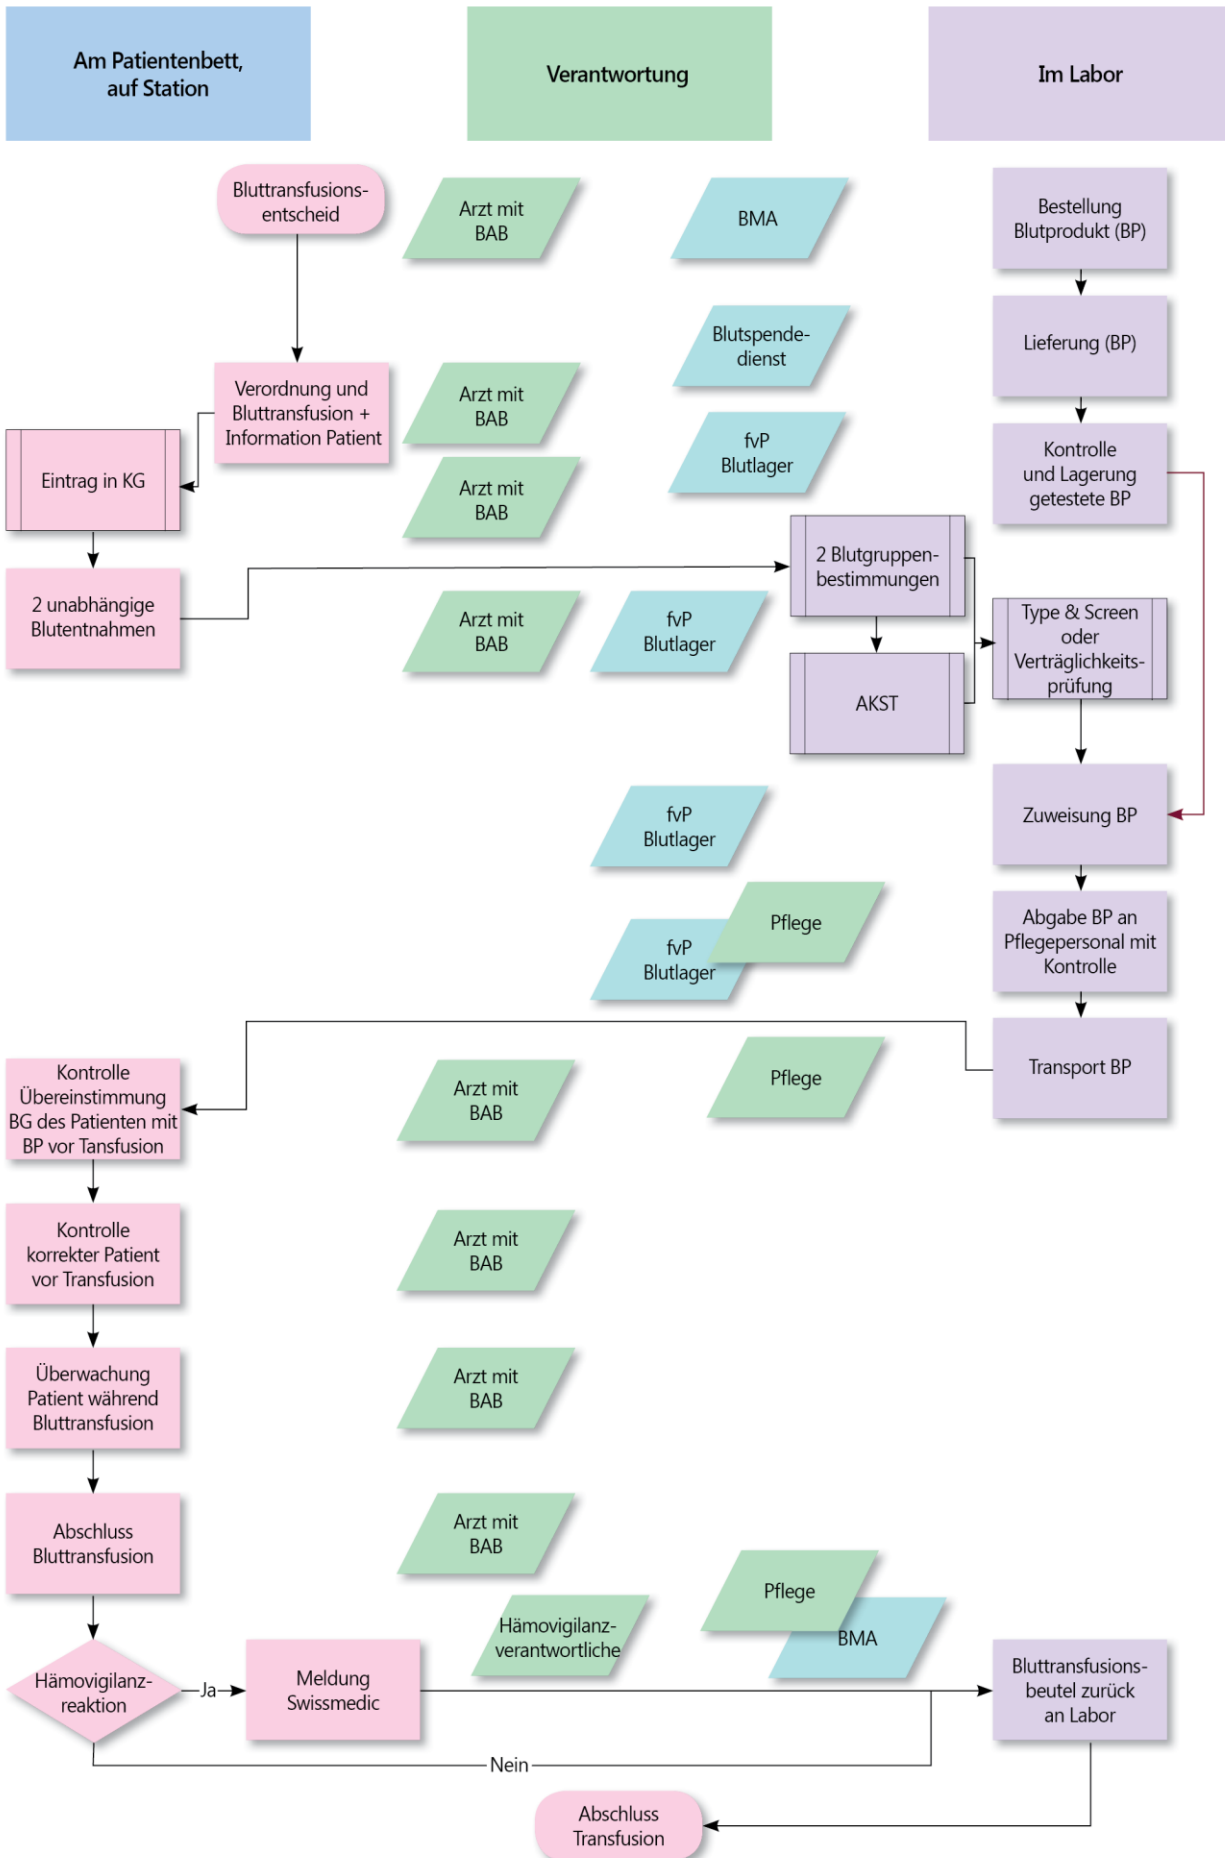 Am Patientenbett,
auf Station
Verantwortung
Im Labor
Bluttransfusions-
entscheid
Arzt mit
BAB
BMA
Bestellung
Blutprodukt (BP)
Blutspende-
dienst
Lieferung (BP)
Verordnung und
Bluttransfusion +
Information Patient
Arzt mit
BAB
fvP
Blutlager
Kontrolle
und Lagerung
getestete BP
Eintrag in KG
Arzt mit
BAB
2 Blutgruppen-
bestimmungen
2 unabhängige
Blutentnahmen
Arzt mit
BAB
fvP
Blutlager
Type & Screen
oder
Verträglichkeits-
prüfung
AKST
fvP
Blutlager
Zuweisung BP
fvP
Blutlager
Pflege
Abgabe BP an
Pflegepersonal mit
Kontrolle
Kontrolle
Übereinstimmung
BG des Patienten mit
BP vor Tansfusion
Arzt mit
BAB
Pflege
Transport BP
Kontrolle
korrekter Patient
vor Transfusion
Arzt mit
BAB
Überwachung
Patient während
Bluttransfusion
Arzt mit
BAB
Abschluss
Bluttransfusion
Arzt mit
BAB
Pflege
Hämovigilanz-
verantwortliche
BMA
Hämovigilanz-
reaktion
Ja
Meldung
Swissmedic
Bluttransfusions-
beutel zurück
an Labor
Nein
Abschluss
Transfusion